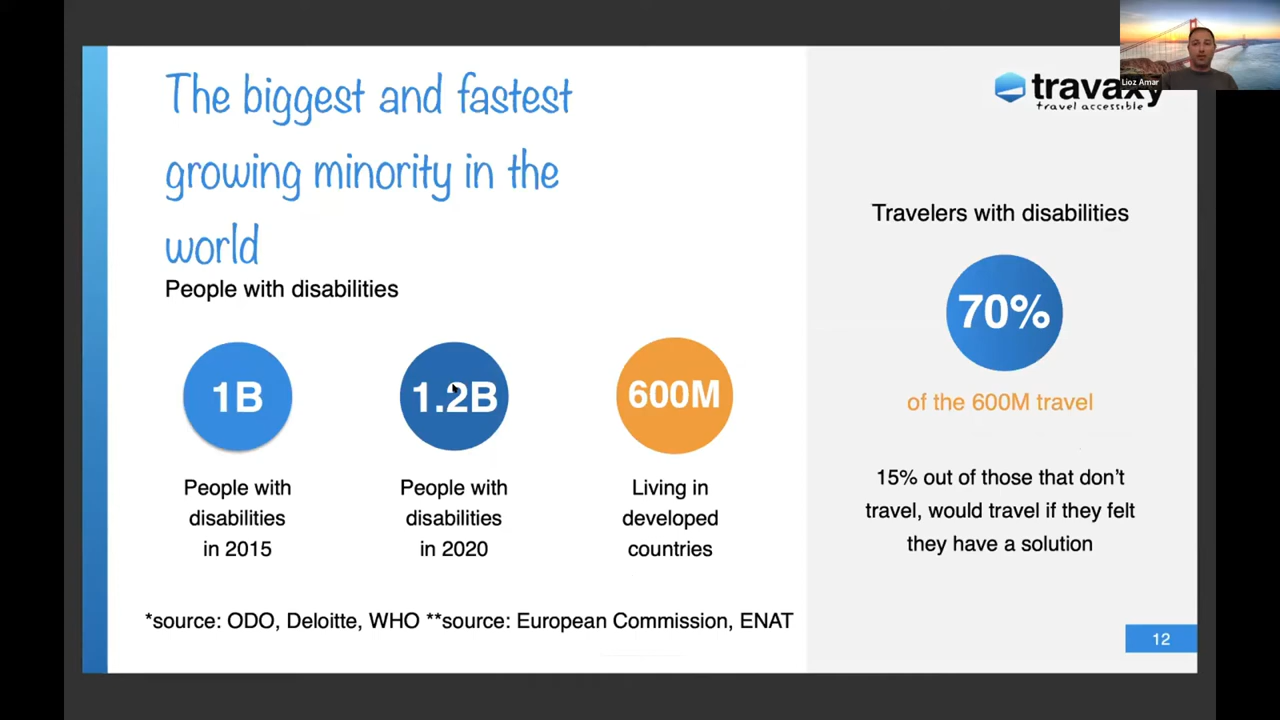 The biggest and fastest
growing minority in the
world
People with disabilities
1B
People with
disabilities
in 2015
1.2B
People with
disabilities
in 2020
600M
Living in
developed
countries
*source: ODO, Deloitte, WHO **source: European Commission, ENAT
Lioz Amar
travaxy
travel accessible
Travelers with disabilities
70%
of the 600M travel
15% out of those that don’t
travel, would travel if they felt
they have a solution
12